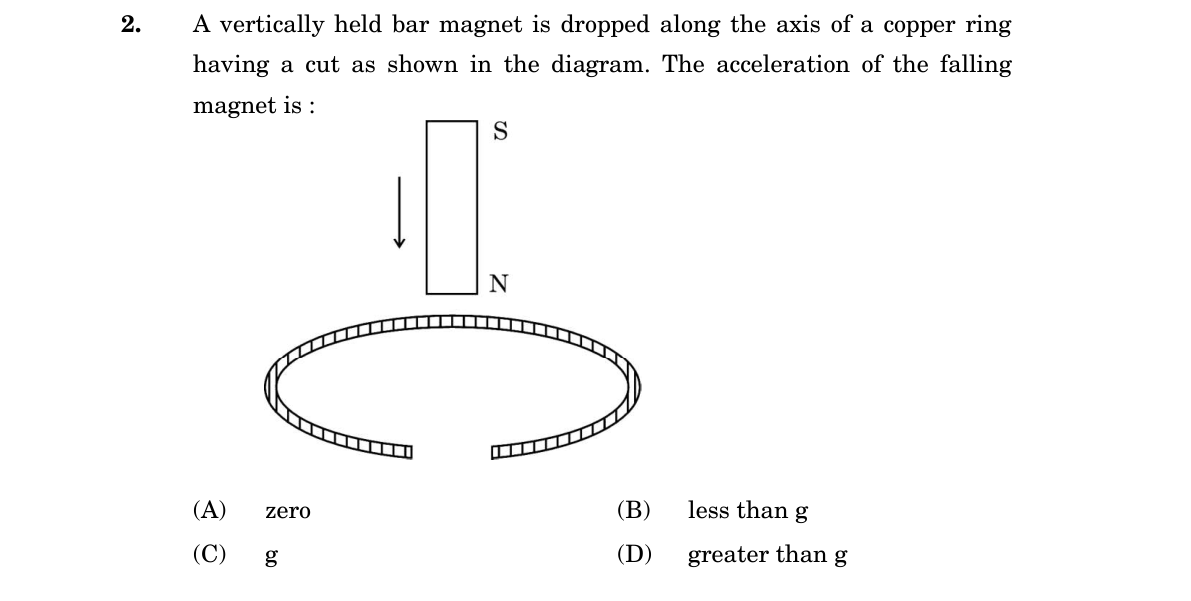 2. A vertically held bar magnet is dropped along the axis of a copper ring
having a cut as shown in the diagram. The acceleration of the falling
magnet is :
S
N
(A) zero (B) less than g
(C) g (D) greater than g